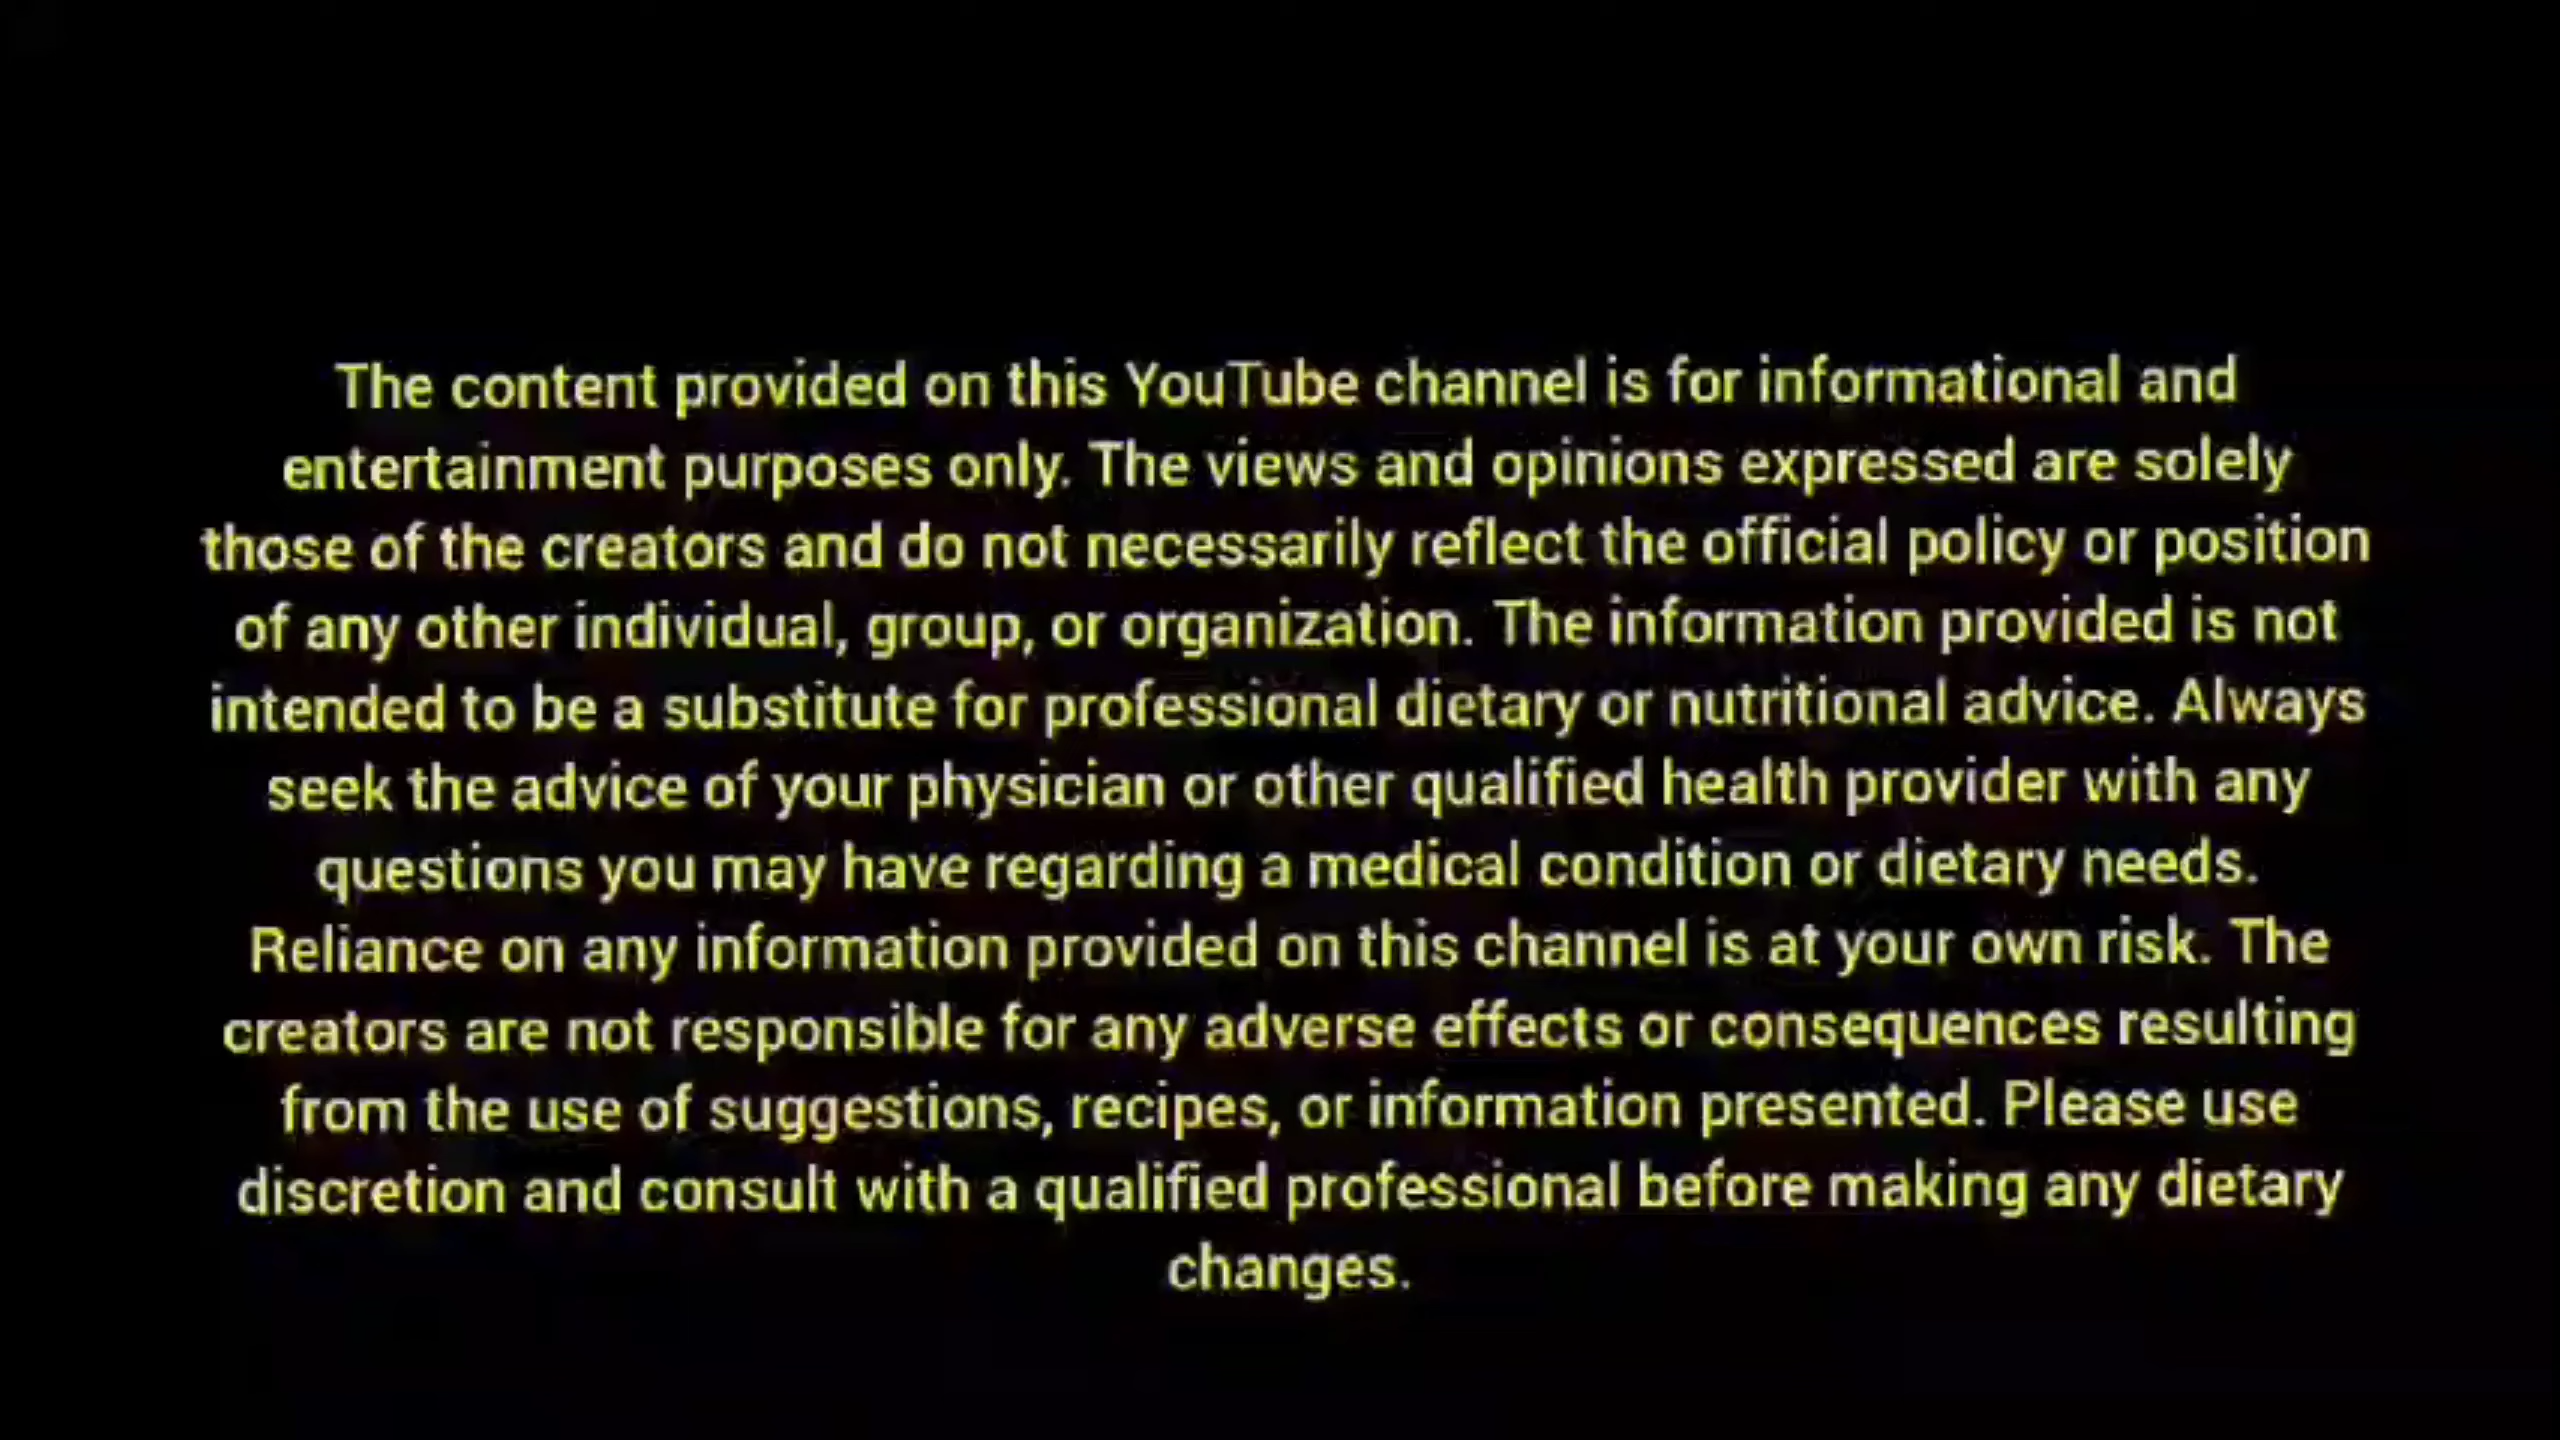 The content provided on this YouTube channel is for informational and
entertainment purposes only. The views and opinions expressed are solely
those of the creators and do not necessarily reflect the official policy or position
of any other individual, group, or organization. The information provided is not
intended to be a substitute for professional dietary or nutritional advice. Always
seek the advice of your physician or other qualified health provider with any
questions you may have regarding a medical condition or dietary needs.
Reliance on any information provided on this channel is at your own risk. The
creators are not responsible for any adverse effects or consequences resulting
from the use of suggestions, recipes, or information presented. Please use
discretion and consult with a qualified professional before making any dietary
changes.